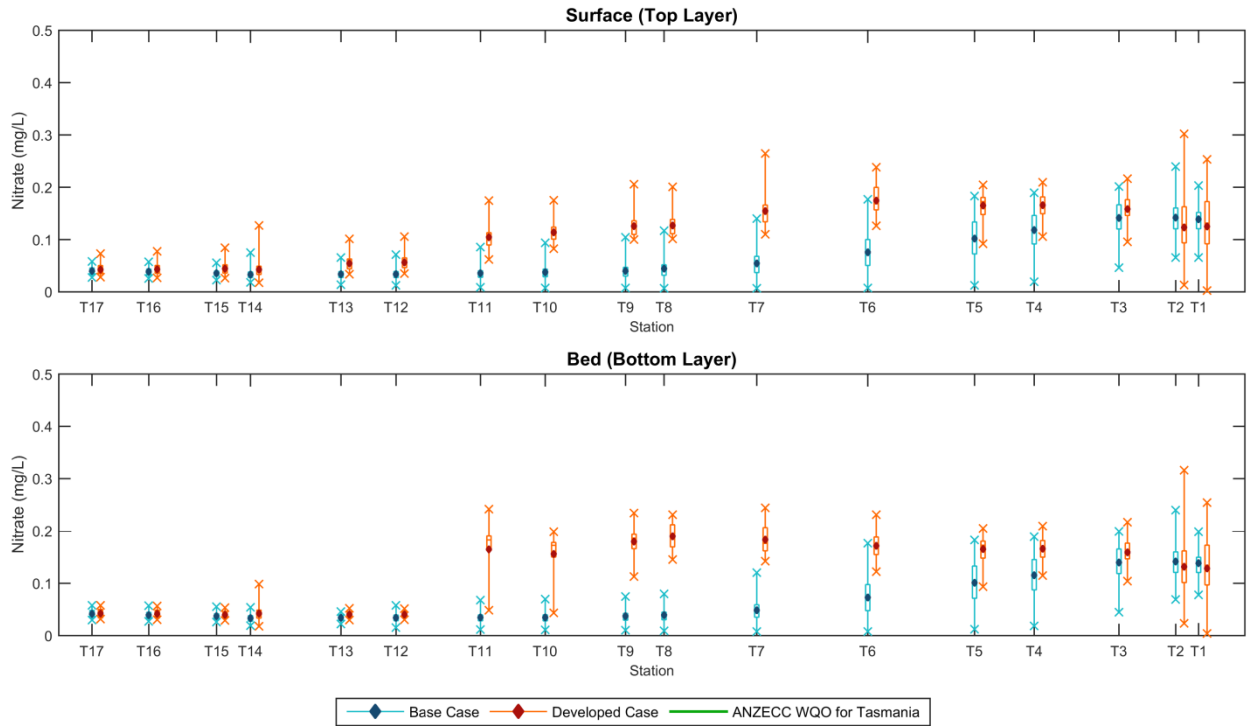 Surface (Top Layer)
0.5
0.4
0.3
0.2
0.1
0
Nitrate (mg/L)
T17 T16 T15 T14 T13 T12 T11 T10 T9 T8 T7 T6 T5 T4 T3 T2 T1
Station
Bed (Bottom Layer)
0.5
0.4
0.3
0.2
0.1
0
Nitrate (mg/L)
T17 T16 T15 T14 T13 T12 T11 T10 T9 T8 T7 T6 T5 T4 T3 T2 T1
Station
Base Case Developed Case ANZECC WQO for Tasmania